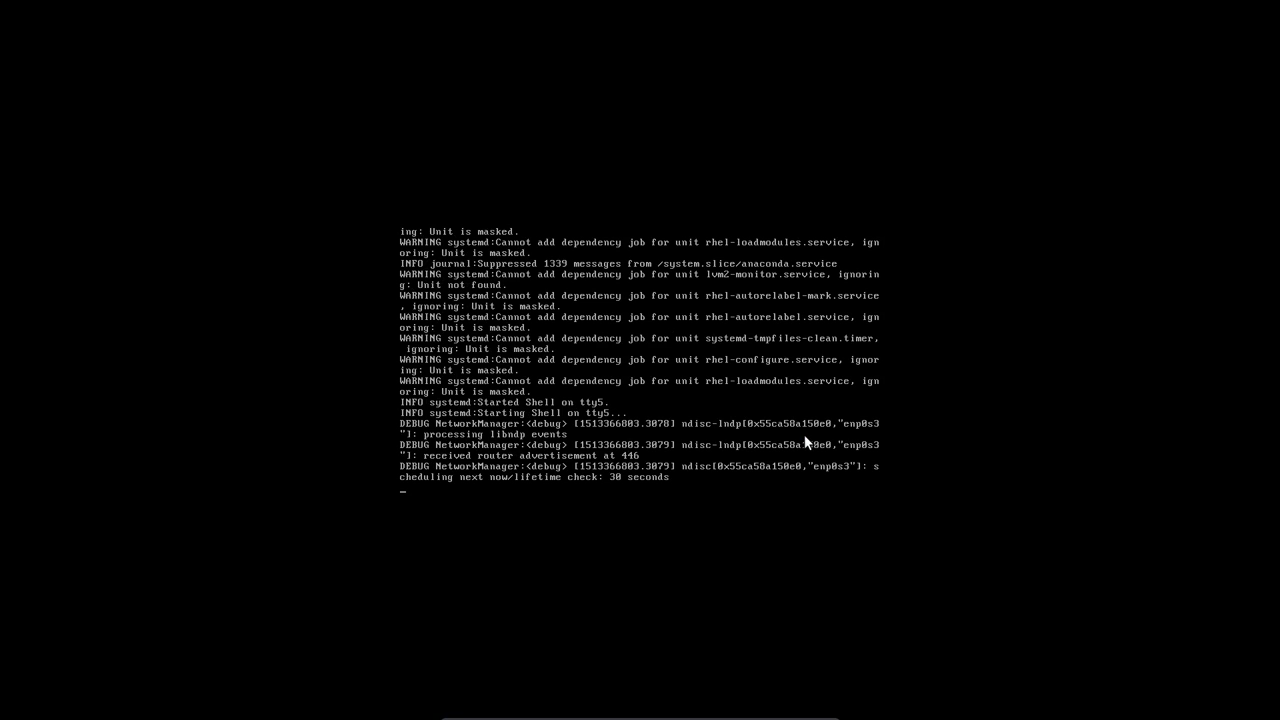 ing: Unit is masked.
WARNING systemd:Cannot add dependency job for unit rhel-loadmodules.service, ign
oring: Unit is masked.
INFO journal:Suppressed 1339 messages from /system.slice/anaconda.service
WARNING systemd:Cannot add dependency job for unit lvm2-monitor.service, ignorin
g: Unit not found.
WARNING systemd:Cannot add dependency job for unit rhel-autorelabel-mark.service
, ignoring: Unit is masked.
WARNING systemd:Cannot add dependency job for unit rhel-autorelabel.service, ign
oring: Unit is masked.
WARNING systemd:Cannot add dependency job for unit systemd-tmpfiles-clean.timer,
 ignoring: Unit is masked.
WARNING systemd:Cannot add dependency job for unit rhel-configure.service, ignor
ing: Unit is masked.
WARNING systemd:Cannot add dependency job for unit rhel-loadmodules.service, ign
oring: Unit is masked.
INFO systemd:Started Shell on tty5.
INFO systemd:Starting Shell on tty5...
DEBUG NetworkManager:<debug> [1513366803.3078] ndisc-lndp[0x55ca58a150e0,"enp0s3
"]: processing libndp events
DEBUG NetworkManager:<debug> [1513366803.3079] ndisc-lndp[0x55ca58a150e0,"enp0s3
"]: received router advertisement at 446
DEBUG NetworkManager:<debug> [1513366803.3079] ndisc[0x55ca58a150e0,"enp0s3"]: s
cheduling next now/lifetime check: 30 seconds
_